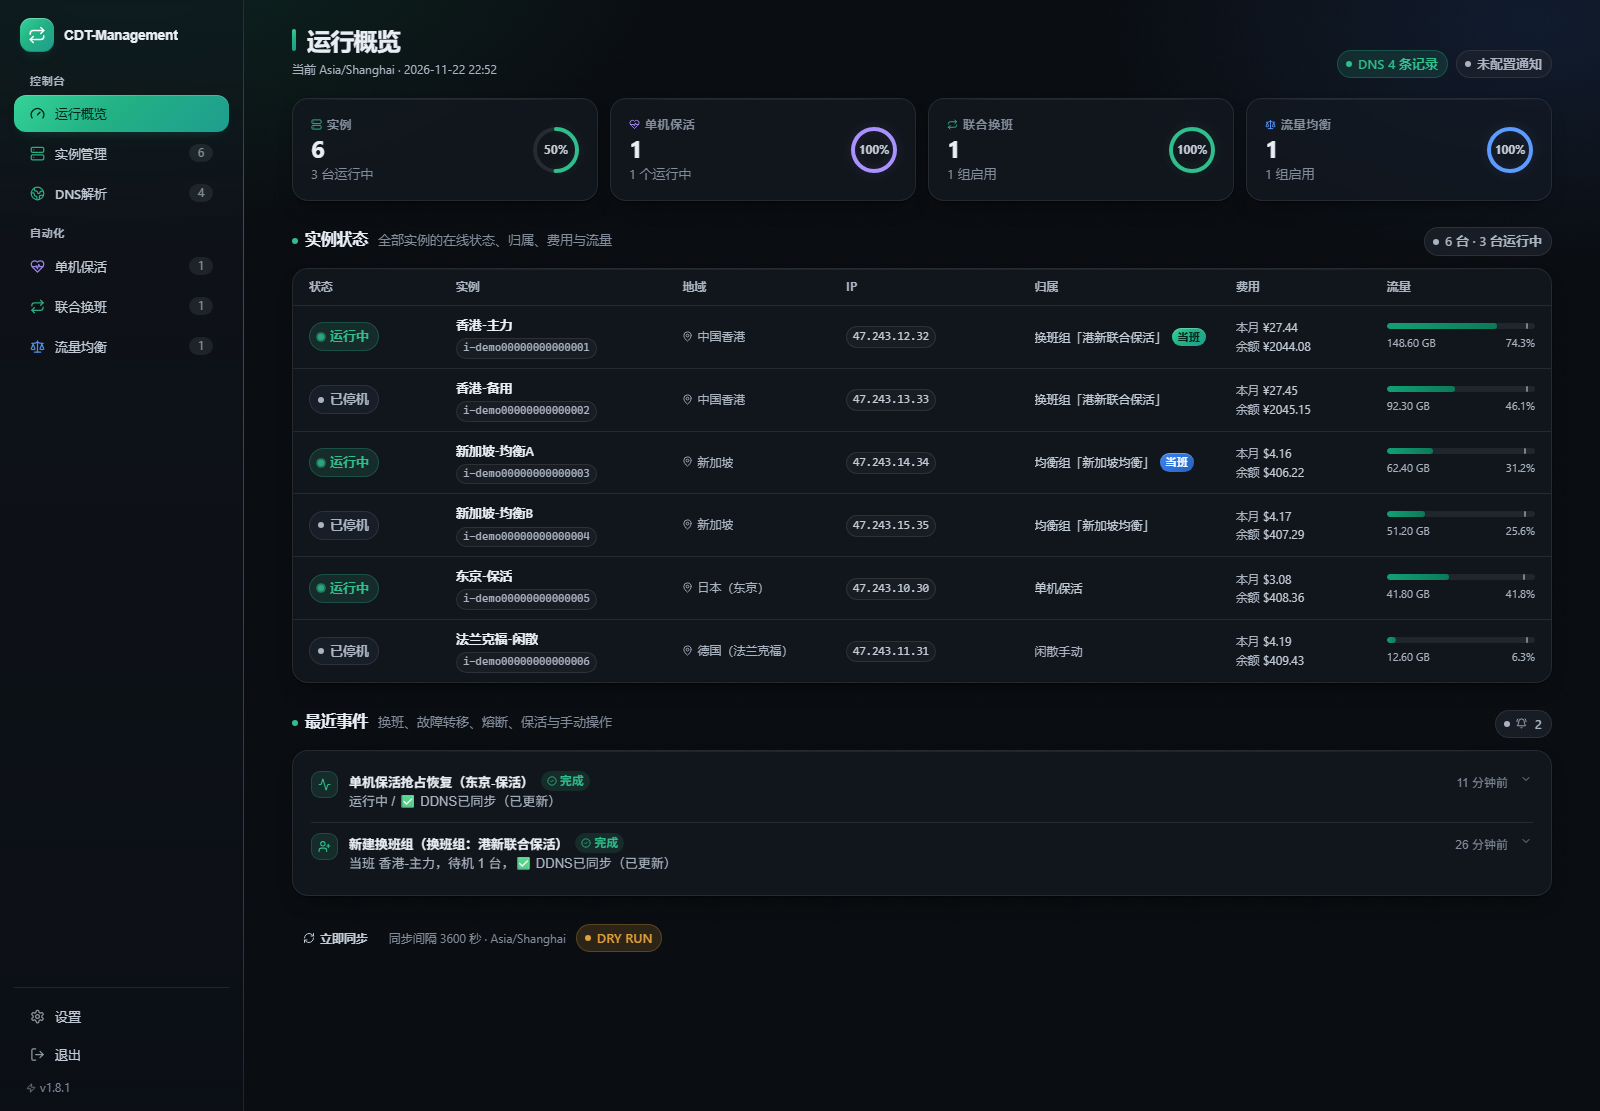 CDT-Management
控制台
运行概览
实例管理 6
DNS解析 4
自动化
单机保活 1
联合换班 1
流量均衡 1
设置
退出
v1.8.1
运行概览
当前 Asia/Shanghai · 2026-11-22 22:52
DNS 4 条记录
未配置通知
实例
6
3 台运行中
50%
单机保活
1
1 个运行中
100%
联合换班
1
1 组启用
100%
流量均衡
1
1 组启用
100%
实例状态 全部实例的在线状态、归属、费用与流量
6 台 · 3 台运行中
状态 实例 地域 IP 归属 费用 流量
运行中 香港-主力 i-demo00000000000001 中国香港 47.243.12.32 换班组「港新联合保活」 当班 本月 ¥27.44 余额 ¥2044.08 148.60 GB 74.3%
已停机 香港-备用 i-demo00000000000002 中国香港 47.243.13.33 换班组「港新联合保活」 本月 ¥27.45 余额 ¥2045.15 92.30 GB 46.1%
运行中 新加坡-均衡A i-demo00000000000003 新加坡 47.243.14.34 均衡组「新加坡均衡」 当班 本月 $4.16 余额 $406.22 62.40 GB 31.2%
已停机 新加坡-均衡B i-demo00000000000004 新加坡 47.243.15.35 均衡组「新加坡均衡」 本月 $4.17 余额 $407.29 51.20 GB 25.6%
运行中 东京-保活 i-demo00000000000005 日本（东京） 47.243.10.30 单机保活 本月 $3.08 余额 $408.36 41.80 GB 41.8%
已停机 法兰克福-闲散 i-demo00000000000006 德国（法兰克福） 47.243.11.31 闲散手动 本月 $4.19 余额 $409.43 12.60 GB 6.3%
最近事件 换班、故障转移、熔断、保活与手动操作
2
单机保活抢占恢复（东京-保活） 完成
运行中 / ✅ DDNS已同步（已更新）
11 分钟前
新建换班组（换班组：港新联合保活） 完成
当班 香港-主力，待机 1 台，✅ DDNS已同步（已更新）
26 分钟前
立即同步 同步间隔 3600 秒 · Asia/Shanghai DRY RUN